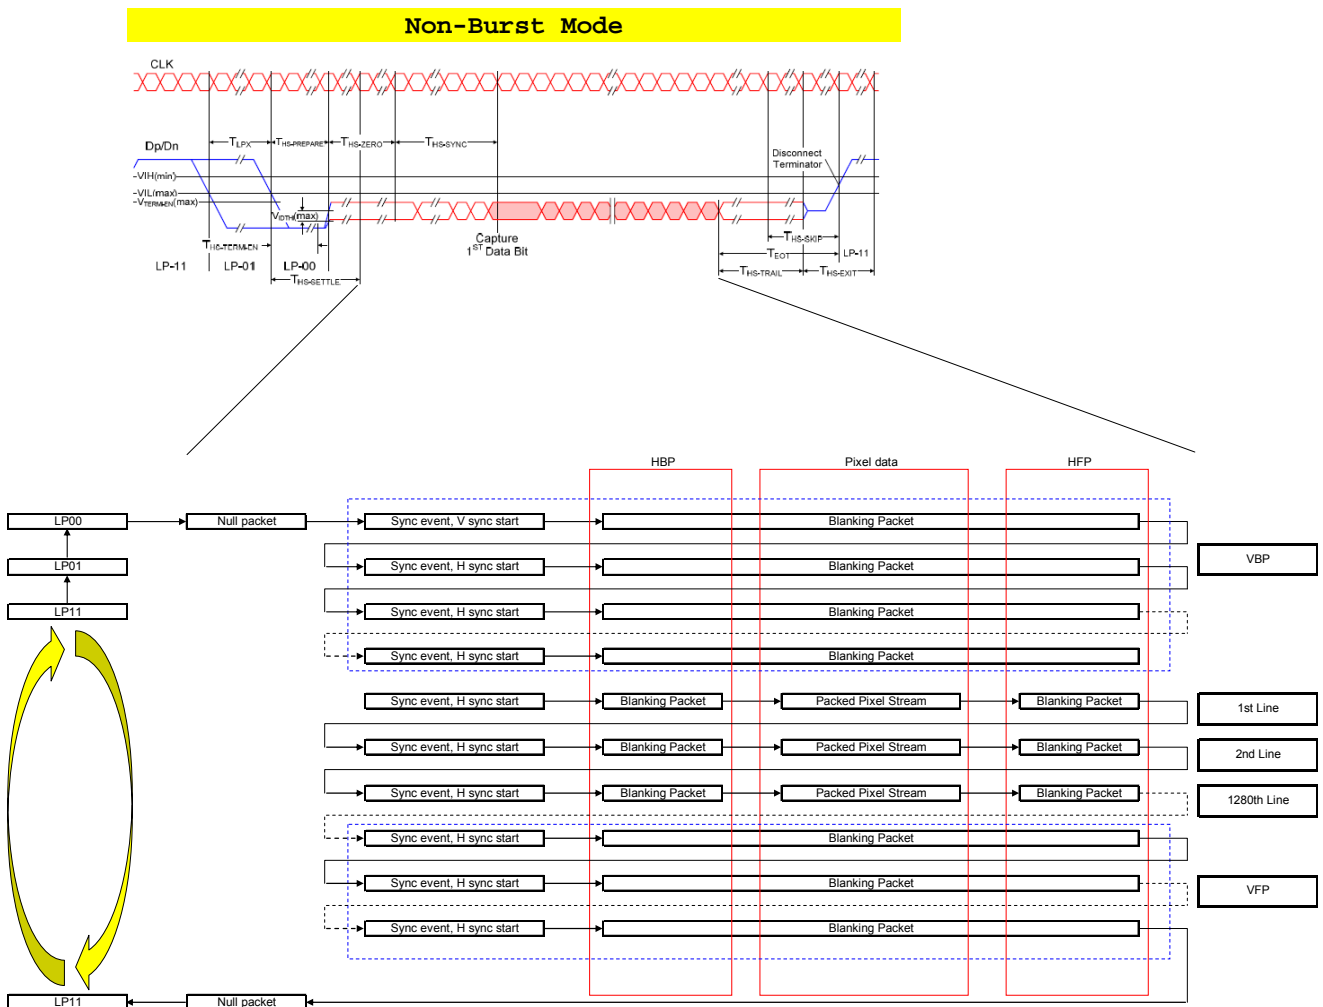 Non-Burst Mode
CLK
Dp/Dn
TLPX
THS-PREPARE
THS-ZERO
THS-SYNC
Disconnect
Terminator
VIH(min)
VIL(max)
VTERM-EN(max)
VIDTH(max)
Capture
1ST Data Bit
THS-TERM-EN
THS-SKIP
TEOT
LP-11
LP-11
LP-01
LP-00
THS-SETTLE
THS-TRAIL
THS-EXIT
HBP
Pixel data
HFP
LP00
Null packet
Sync event, V sync start
Blanking Packet
LP01
Sync event, H sync start
Blanking Packet
VBP
LP11
Sync event, H sync start
Blanking Packet
Sync event, H sync start
Blanking Packet
Sync event, H sync start
Blanking Packet
Packed Pixel Stream
Blanking Packet
1st Line
Sync event, H sync start
Blanking Packet
Packed Pixel Stream
Blanking Packet
2nd Line
Sync event, H sync start
Blanking Packet
Packed Pixel Stream
Blanking Packet
1280th Line
Sync event, H sync start
Blanking Packet
Sync event, H sync start
Blanking Packet
VFP
Sync event, H sync start
Blanking Packet
LP11
Null packet